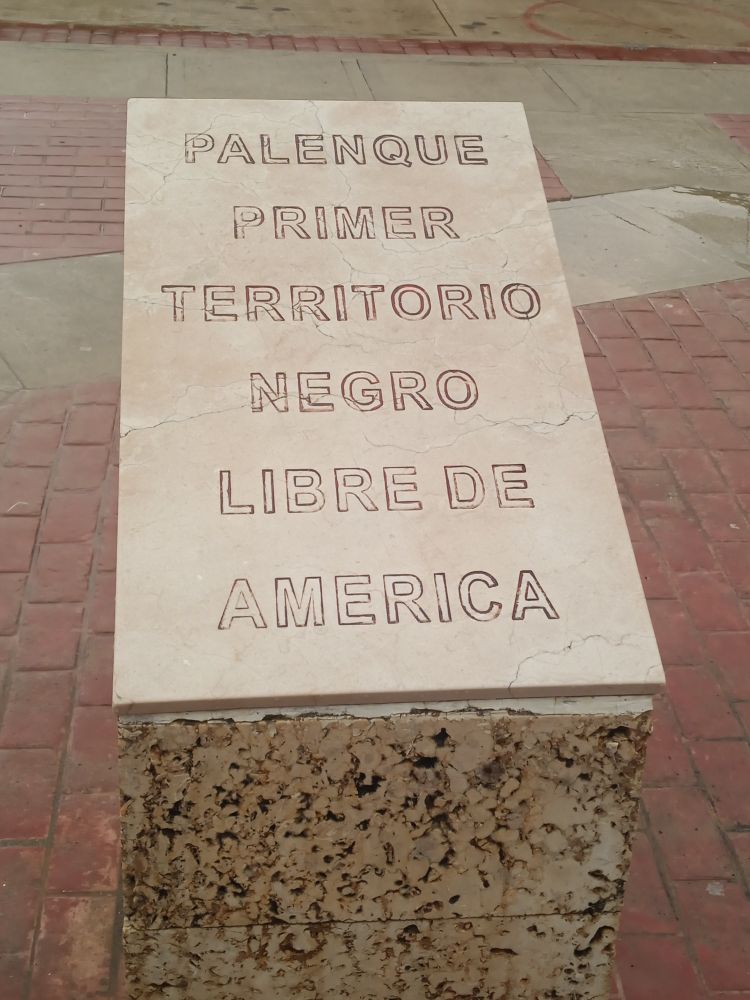 PALENQUE
PRIMER
TERRITORIO
NEGRO
LIBRE DE
AMERICA